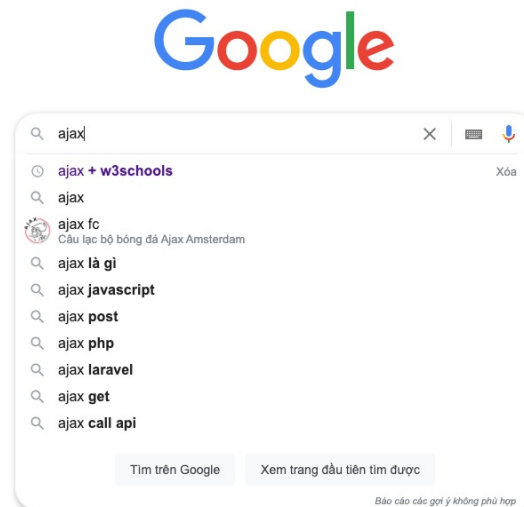 Google
ajax
ajax + w3schools Xóa
ajax
ajax fc
Câu lạc bộ bóng đá Ajax Amsterdam
ajax là gì
ajax javascript
ajax post
ajax php
ajax laravel
ajax get
ajax call api
Tìm trên Google Xem trang đầu tiên tìm được
Báo cáo các gợi ý không phù hợp